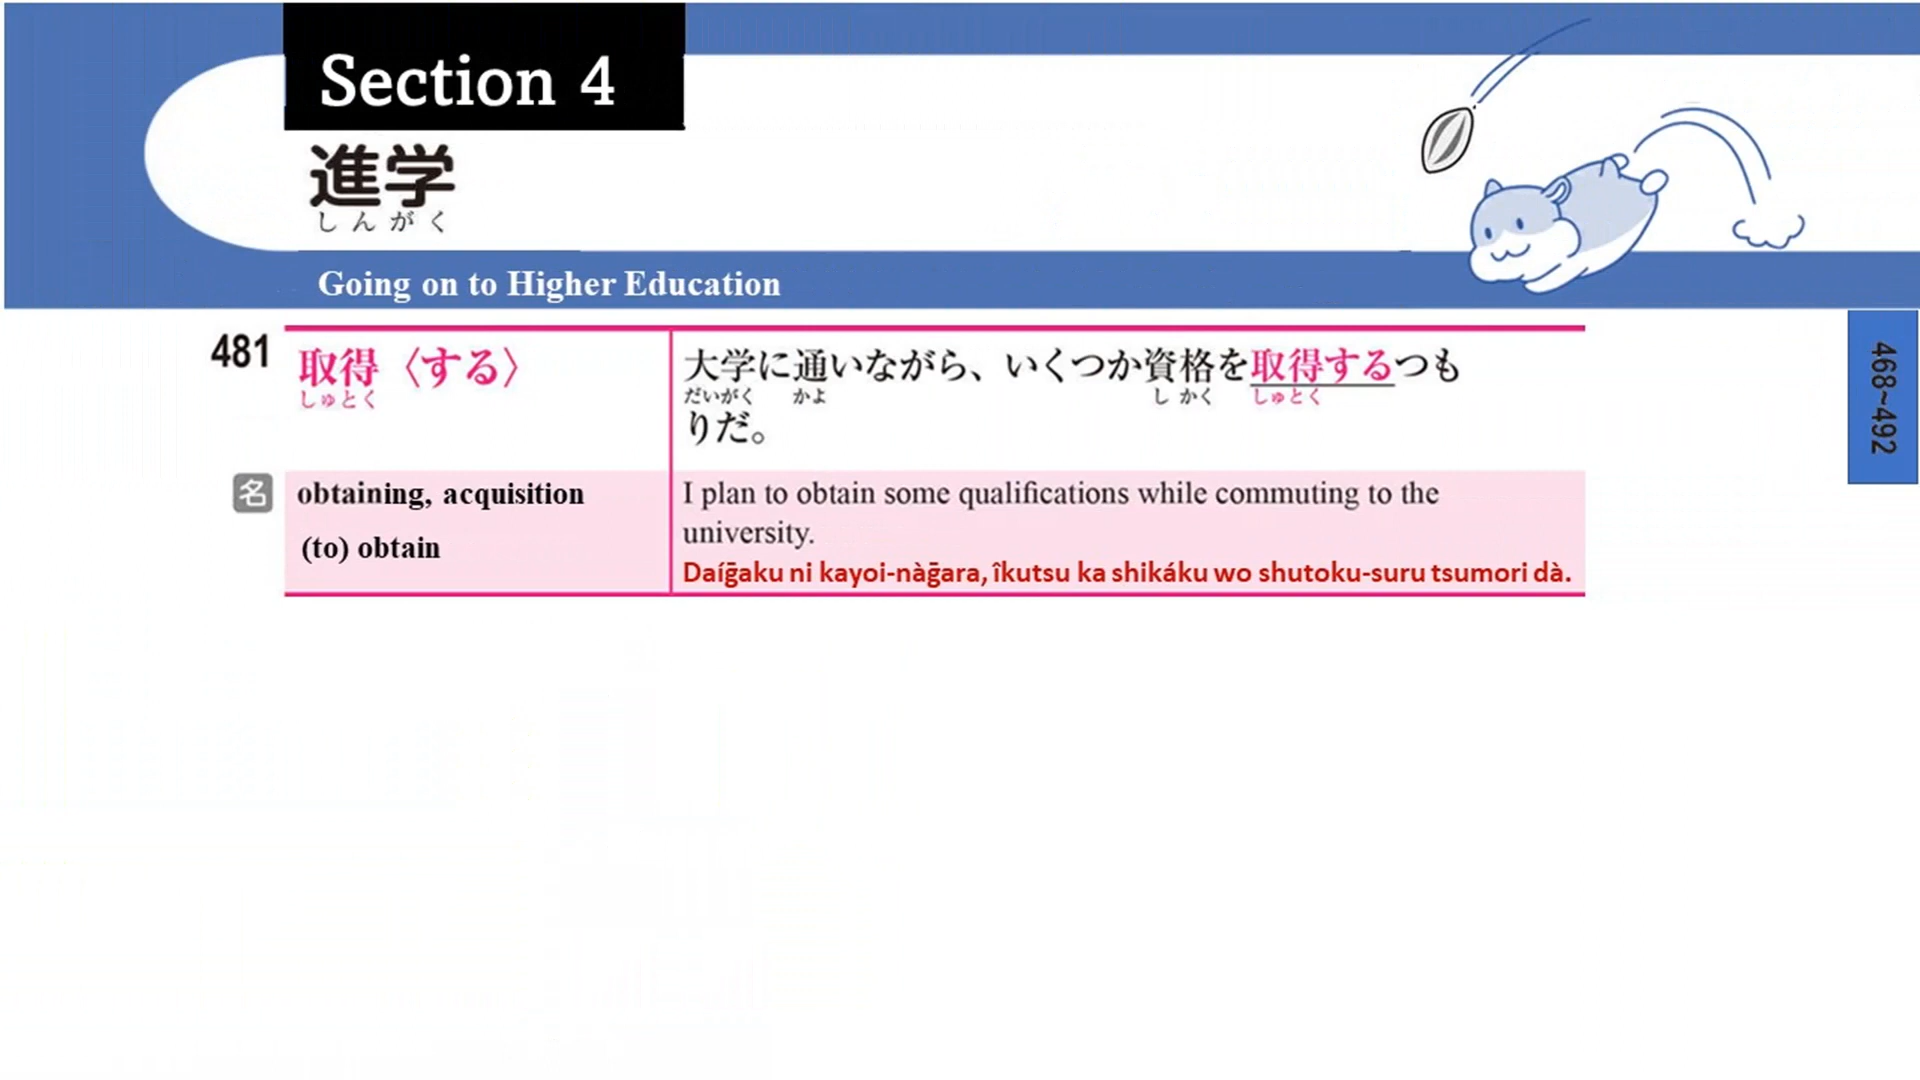 Section 4
進学
しんがく
Going on to Higher Education
468~492
481
取得〈する〉
しゅとく
大学に通いながら、いくつか資格を取得するつも
だいがく かよ しかく しゅとく
りだ。
名
obtaining, acquisition
(to) obtain
I plan to obtain some qualifications while commuting to the
university.
Daíḡaku ni kayoi-nàḡara, îkutsu ka shikáku wo shutoku-suru tsumori dà.